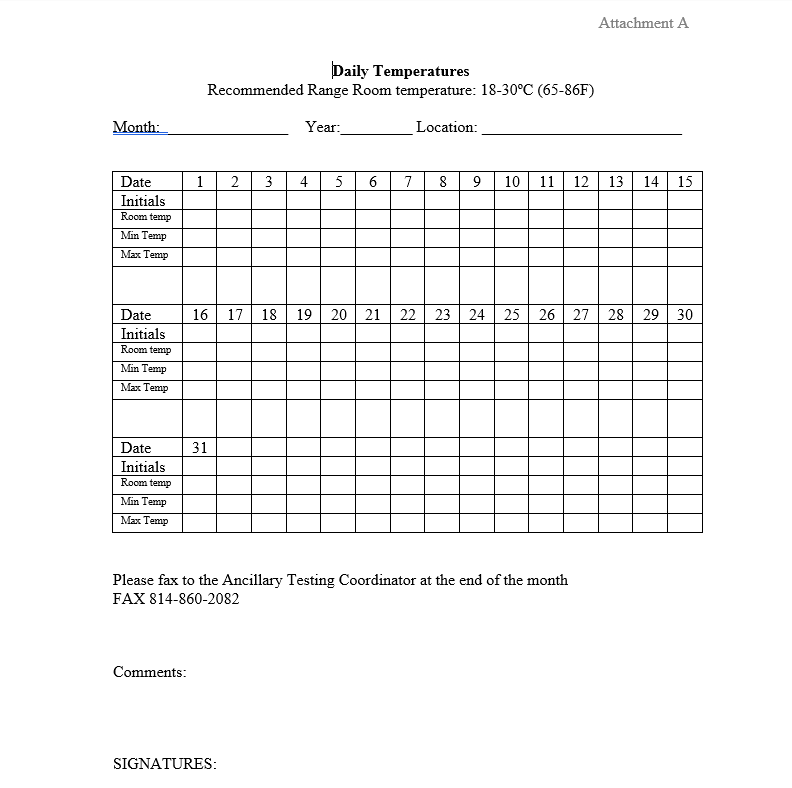 Attachment A
Daily Temperatures
Recommended Range Room temperature: 18-30°C (65-86F)
Month:_______________ Year:_________ Location: _________________________
Date 1 2 3 4 5 6 7 8 9 10 11 12 13 14 15
Initials
Room temp
Min Temp
Max Temp
Date 16 17 18 19 20 21 22 23 24 25 26 27 28 29 30
Initials
Room temp
Min Temp
Max Temp
Date 31
Initials
Room temp
Min Temp
Max Temp
Please fax to the Ancillary Testing Coordinator at the end of the month
FAX 814-860-2082
Comments:
SIGNATURES: